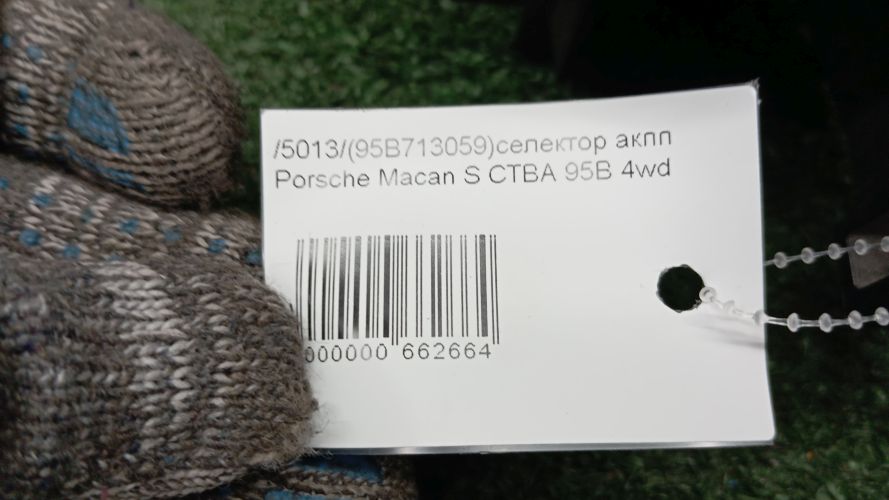 /5013/(95B713059)селектор акпп
Porsche Macan S CTBA 95B 4wd
000000 662664